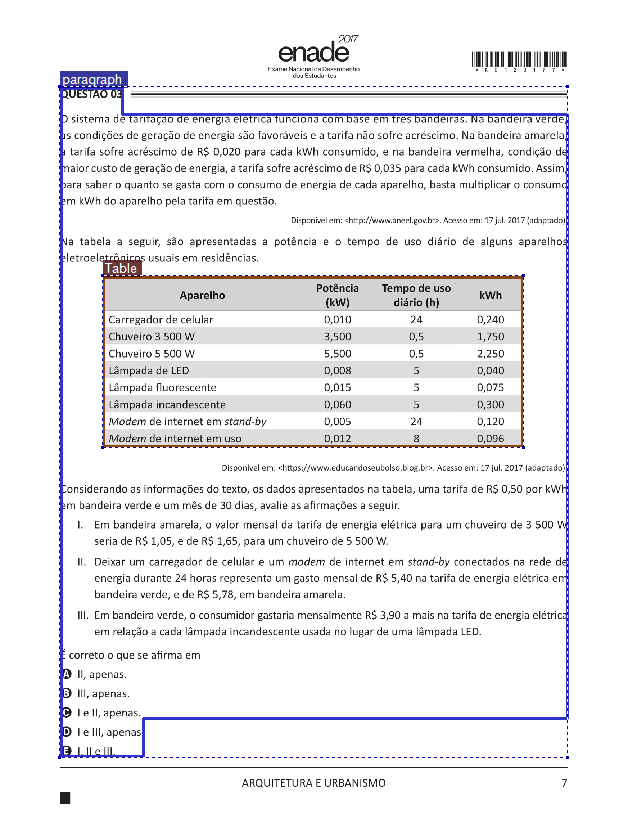 enade 2017
Exame Nacional de Desempenho
dos Estudantes
paragraph
QUESTÃO 03
O sistema de tarifação de energia elétrica funciona com base em três bandeiras. Na bandeira verde,
as condições de geração de energia são favoráveis e a tarifa não sofre acréscimo. Na bandeira amarela,
a tarifa sofre acréscimo de R$ 0,020 para cada kWh consumido, e na bandeira vermelha, condição de
maior custo de geração de energia, a tarifa sofre acréscimo de R$ 0,035 para cada kWh consumido. Assim,
para saber o quanto se gasta com o consumo de energia de cada aparelho, basta multiplicar o consumo
em kWh do aparelho pela tarifa em questão.
Disponível em: <http://www.aneel.gov.br>. Acesso em: 17 jul. 2017 (adaptado).
Na tabela a seguir, são apresentadas a potência e o tempo de uso diário de alguns aparelhos
eletroeletrônicos usuais em residências.
Table
Aparelho Potência (kW) Tempo de uso diário (h) kWh
Carregador de celular 0,010 24 0,240
Chuveiro 3 500 W 3,500 0,5 1,750
Chuveiro 5 500 W 5,500 0,5 2,250
Lâmpada de LED 0,008 5 0,040
Lâmpada fluorescente 0,015 5 0,075
Lâmpada incandescente 0,060 5 0,300
Modem de internet em stand-by 0,005 24 0,120
Modem de internet em uso 0,012 8 0,096
Disponível em: <https://www.educandoseubolso.blog.br>. Acesso em: 17 jul. 2017 (adaptado).
Considerando as informações do texto, os dados apresentados na tabela, uma tarifa de R$ 0,50 por kWh
em bandeira verde e um mês de 30 dias, avalie as afirmações a seguir.
I. Em bandeira amarela, o valor mensal da tarifa de energia elétrica para um chuveiro de 3 500 W
seria de R$ 1,05, e de R$ 1,65, para um chuveiro de 5 500 W.
II. Deixar um carregador de celular e um modem de internet em stand-by conectados na rede de
energia durante 24 horas representa um gasto mensal de R$ 5,40 na tarifa de energia elétrica em
bandeira verde, e de R$ 5,78, em bandeira amarela.
III. Em bandeira verde, o consumidor gastaria mensalmente R$ 3,90 a mais na tarifa de energia elétrica
em relação a cada lâmpada incandescente usada no lugar de uma lâmpada LED.
É correto o que se afirma em
A II, apenas.
B III, apenas.
C I e II, apenas.
D I e III, apenas
E I, II e III.
ARQUITETURA E URBANISMO 7